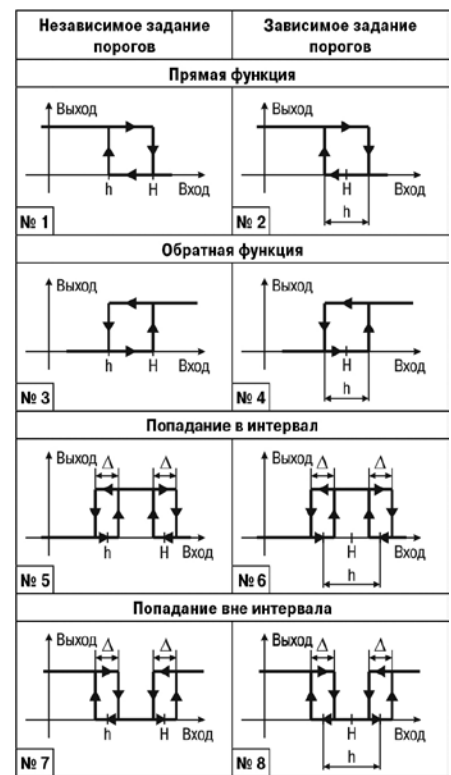 Независимое задание порогов
Зависимое задание порогов
Прямая функция
Выход
h H Вход
№ 1
Выход
H Вход
h
№ 2
Обратная функция
Выход
h H Вход
№ 3
Выход
H Вход
h
№ 4
Попадание в интервал
Выход Δ Δ
h H Вход
№ 5
Выход Δ Δ
H Вход
h
№ 6
Попадание вне интервала
Выход Δ Δ
h H Вход
№ 7
Выход Δ Δ
H Вход
h
№ 8